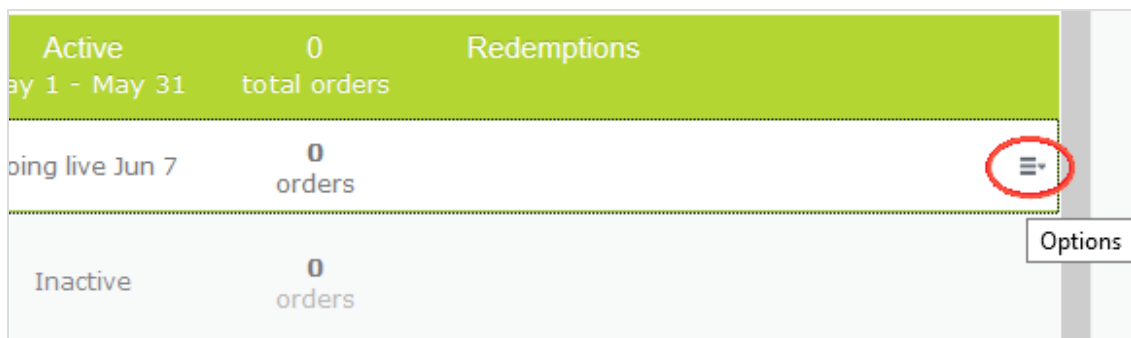 Active 0 Redemptions
ay 1 - May 31 total orders
oing live Jun 7 0
orders
Options
Inactive 0
orders